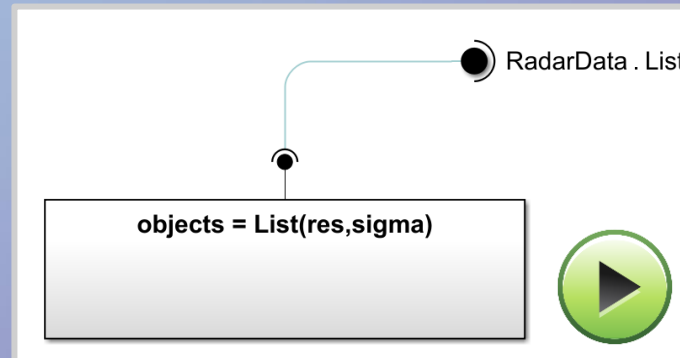 RadarData . List
objects = List(res,sigma)